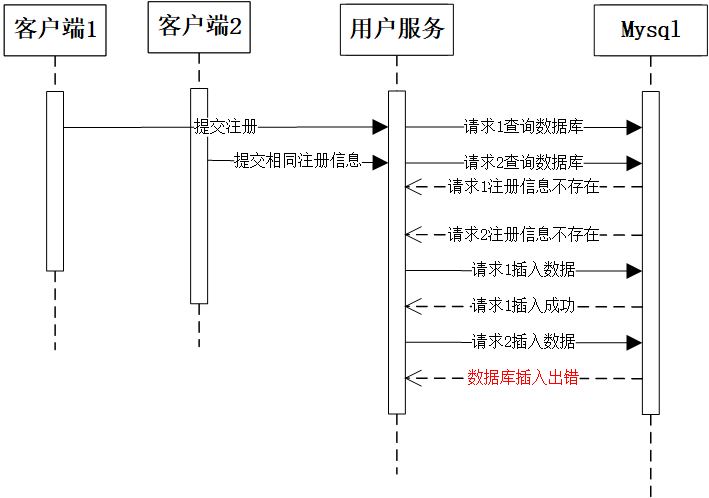 客户端1
客户端2
用户服务
Mysql
提交注册
请求1查询数据库
提交相同注册信息
请求2查询数据库
请求1注册信息不存在
请求2注册信息不存在
请求1插入数据
请求1插入成功
请求2插入数据
数据库插入出错